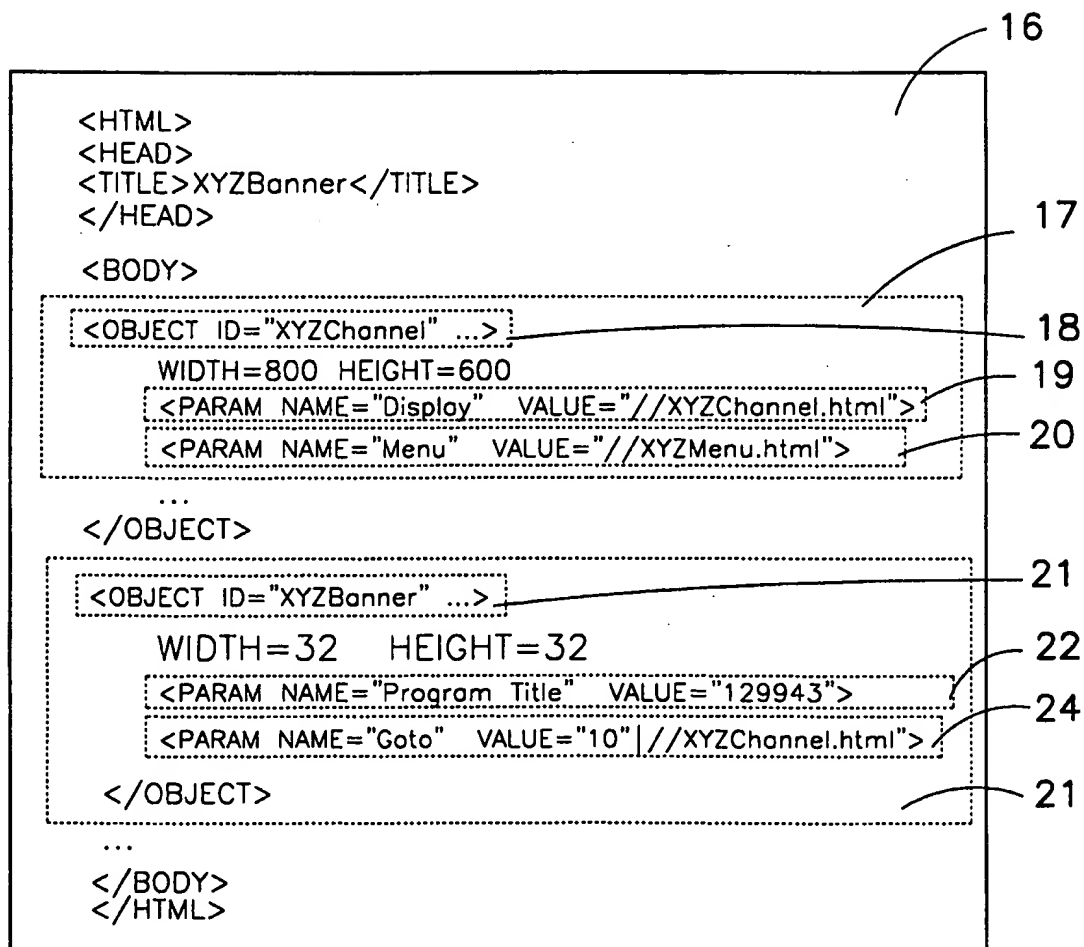 16
<HTML>
<HEAD>
<TITLE>XYZBanner</TITLE>
</HEAD>
17
<BODY>
<OBJECT ID="XYZChannel" ...>
18
WIDTH=800 HEIGHT=600
19
<PARAM NAME="Display" VALUE="//XYZChannel.html">
20
<PARAM NAME="Menu" VALUE="//XYZMenu.html">
...
</OBJECT>
21
<OBJECT ID="XYZBanner" ...>
WIDTH=32 HEIGHT=32
22
<PARAM NAME="Program Title" VALUE="129943">
24
<PARAM NAME="Goto" VALUE="10"|//XYZChannel.html">
</OBJECT>
21
...
</BODY>
</HTML>